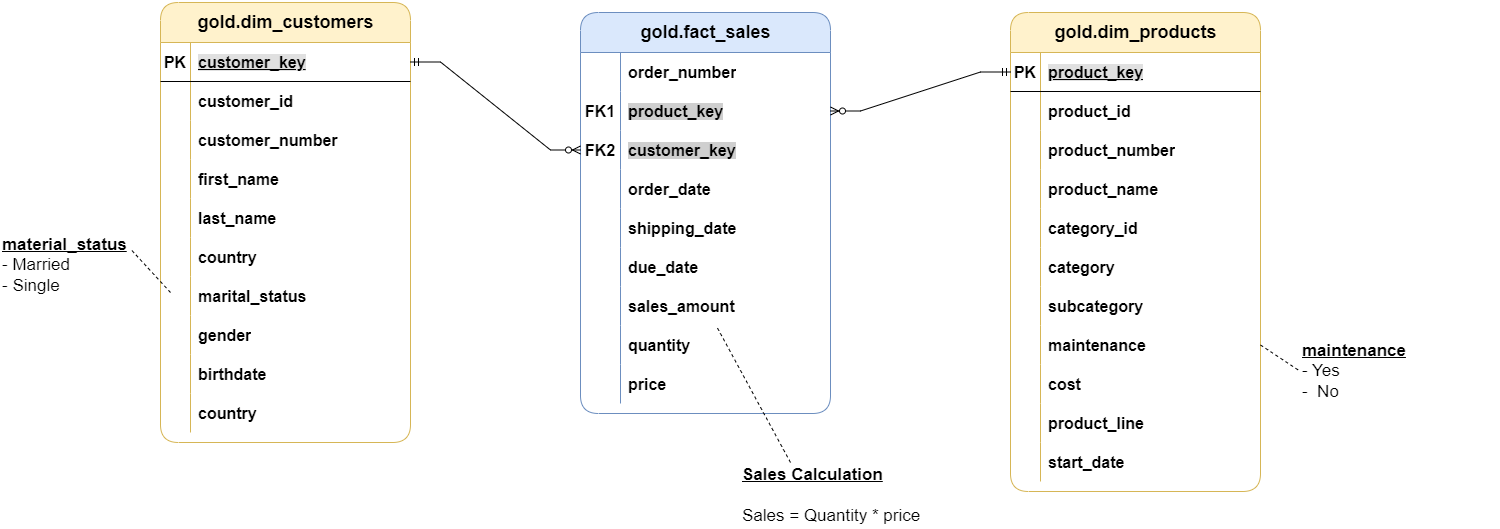 gold.dim_customers
PK customer_key
customer_id
customer_number
first_name
last_name
country
marital_status
gender
birthdate
country
material_status
- Married
- Single
gold.fact_sales
order_number
FK1 product_key
FK2 customer_key
order_date
shipping_date
due_date
sales_amount
quantity
price
Sales Calculation
Sales = Quantity * price
gold.dim_products
PK product_key
product_id
product_number
product_name
category_id
category
subcategory
maintenance
cost
product_line
start_date
maintenance
- Yes
- No